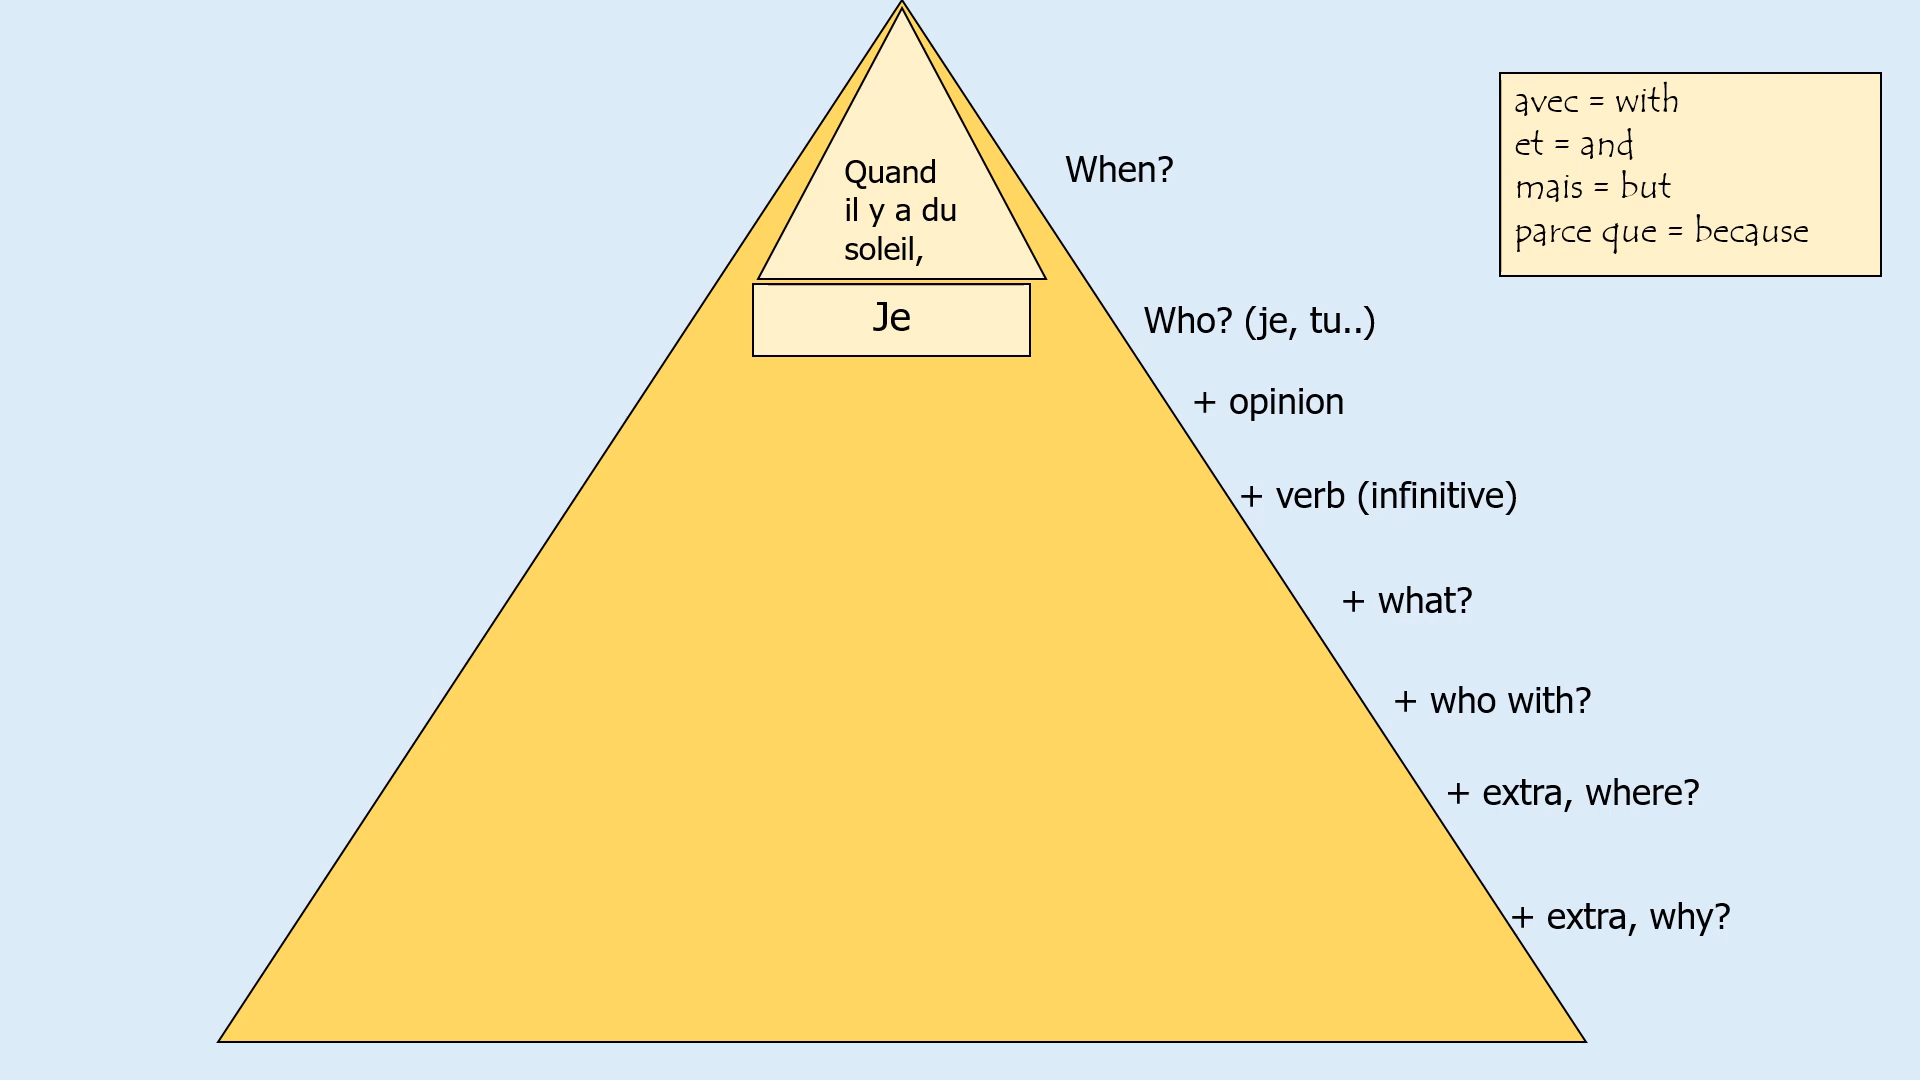 Quand
il y a du
soleil,
Je
When?
Who? (je, tu..)
+ opinion
+ verb (infinitive)
+ what?
+ who with?
+ extra, where?
+ extra, why?
avec = with
et = and
mais = but
parce que = because